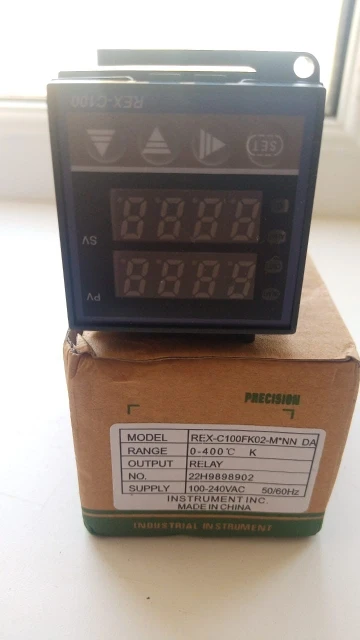 REX-C100
SET
SV
PV
PRECISION
MODEL REX-C100FK02-M*NN DA
RANGE 0-400℃ K
OUTPUT RELAY
NO. 22H9898902
SUPPLY 100-240VAC 50/60Hz
INSTRUMENT INC.
MADE IN CHINA
INDUSTRIAL INSTRUMENT